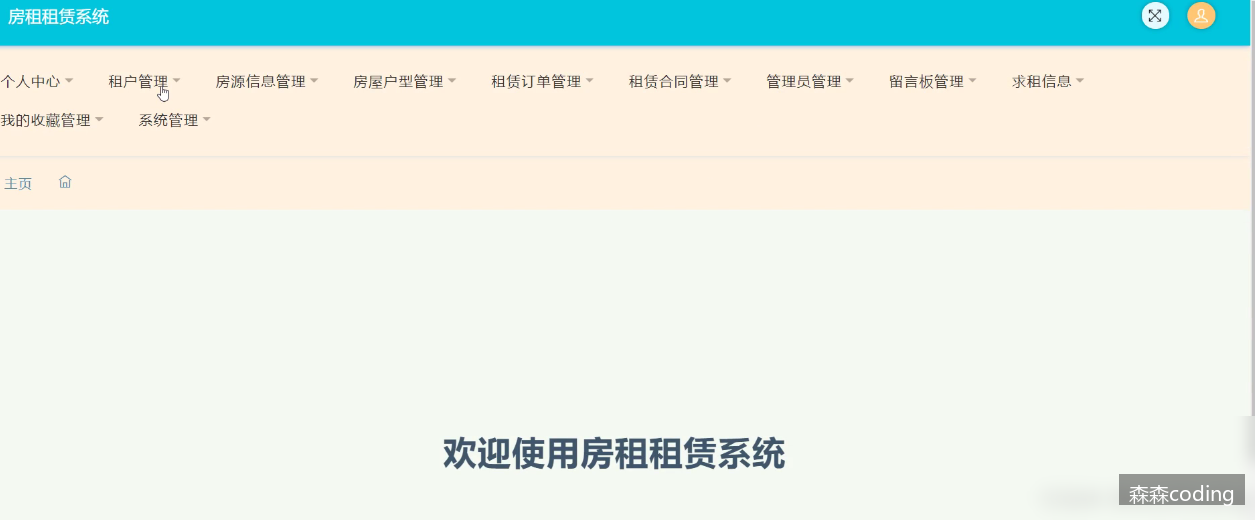 房租租赁系统
个人中心 租户管理 房源信息管理 房屋户型管理 租赁订单管理 租赁合同管理 管理员管理 留言板管理 求租信息
我的收藏管理 系统管理
主页
欢迎使用房租租赁系统
森森coding